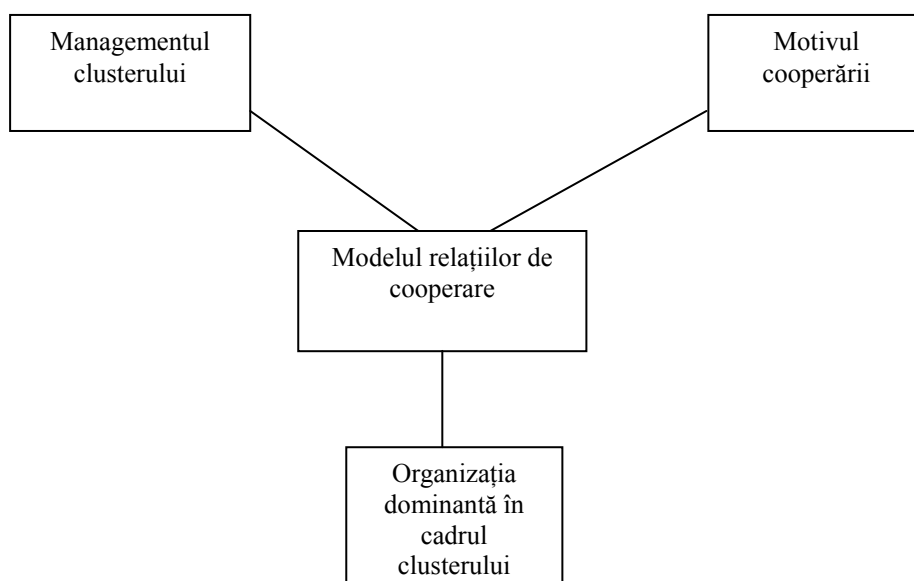 Managementul
clusterului
Motivul
cooperării
Modelul relațiilor de
cooperare
Organizația
dominantă în
cadrul
clusterului